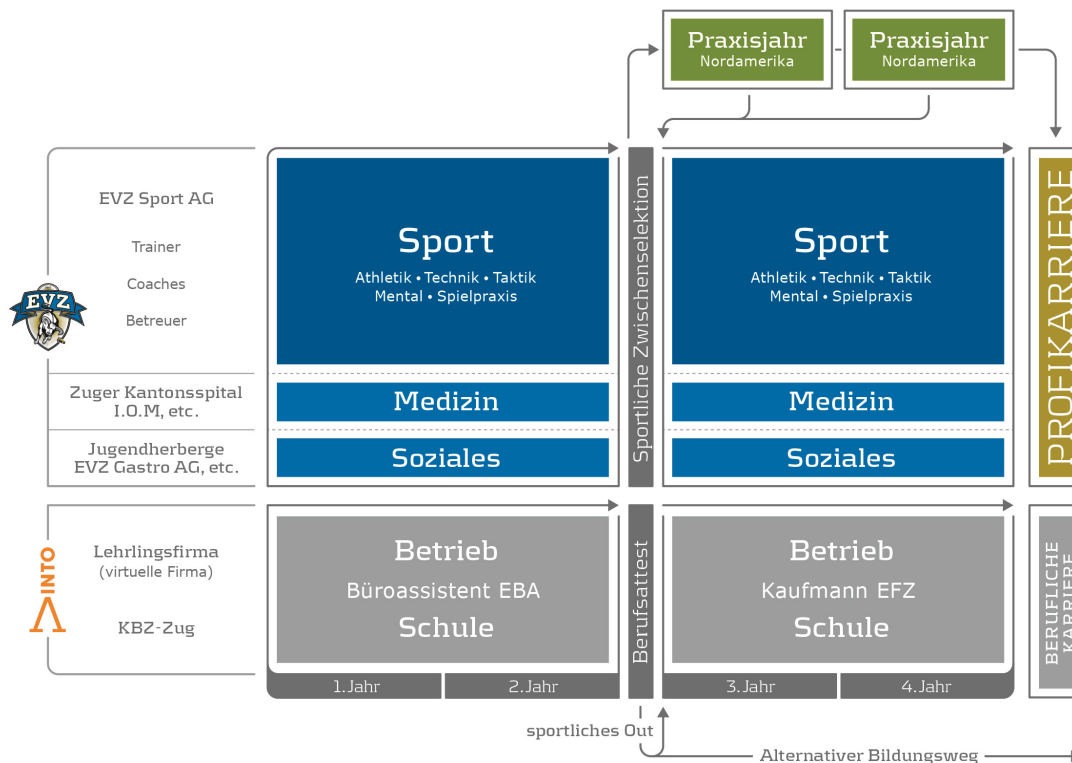 Praxisjahr
Nordamerika
Praxisjahr
Nordamerika
EVZ Sport AG
Trainer
Coaches
Betreuer
EVZ
Zuger Kantonsspital
I.O.M, etc.
Jugendherberge
EVZ Gastro AG, etc.
Sport
Athletik • Technik • Taktik
Mental • Spielpraxis
Medizin
Soziales
Sportliche Zwischenselektion
Sport
Athletik • Technik • Taktik
Mental • Spielpraxis
Medizin
Soziales
PROFIKARRIERE
INTO
Lehrlingsfirma
(virtuelle Firma)
KBZ-Zug
Betrieb
Büroassistent EBA
Schule
Berufsattest
Betrieb
Kaufmann EFZ
Schule
BERUFLICHE
KARRIERE
1.Jahr
2.Jahr
3.Jahr
4.Jahr
sportliches Out
Alternativer Bildungsweg